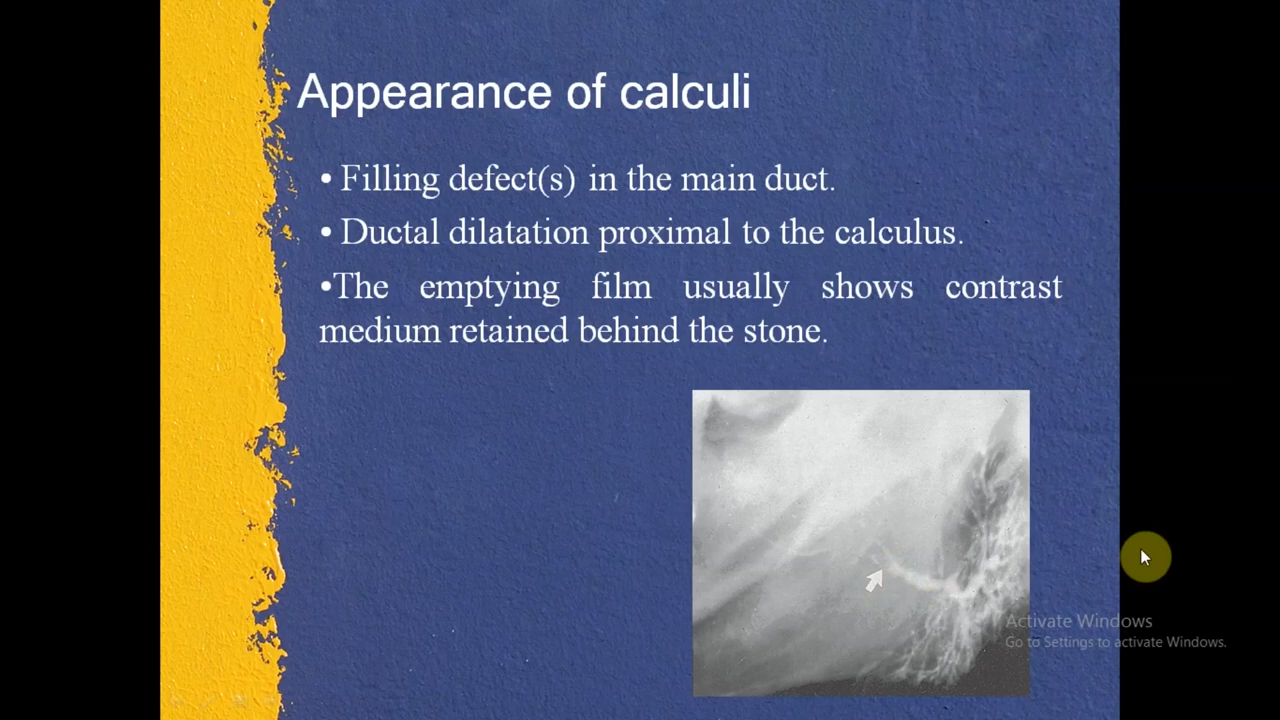 Appearance of calculi
• Filling defect(s) in the main duct.
• Ductal dilatation proximal to the calculus.
•The emptying film usually shows contrast
medium retained behind the stone.
Activate Windows
Go to Settings to activate Windows.